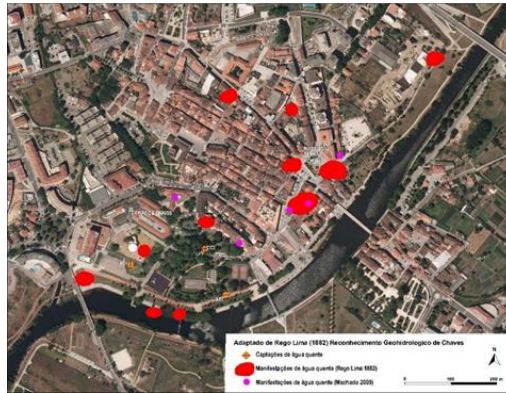 Adaptado de Rego Lima (1882) Reconhecimento Geohidrologico de Chaves
Captações de água quente
Manifestações de água quente (Rego Lima 1882)
Manifestações de água quente (Machado 2009)
N
0
100
200 m